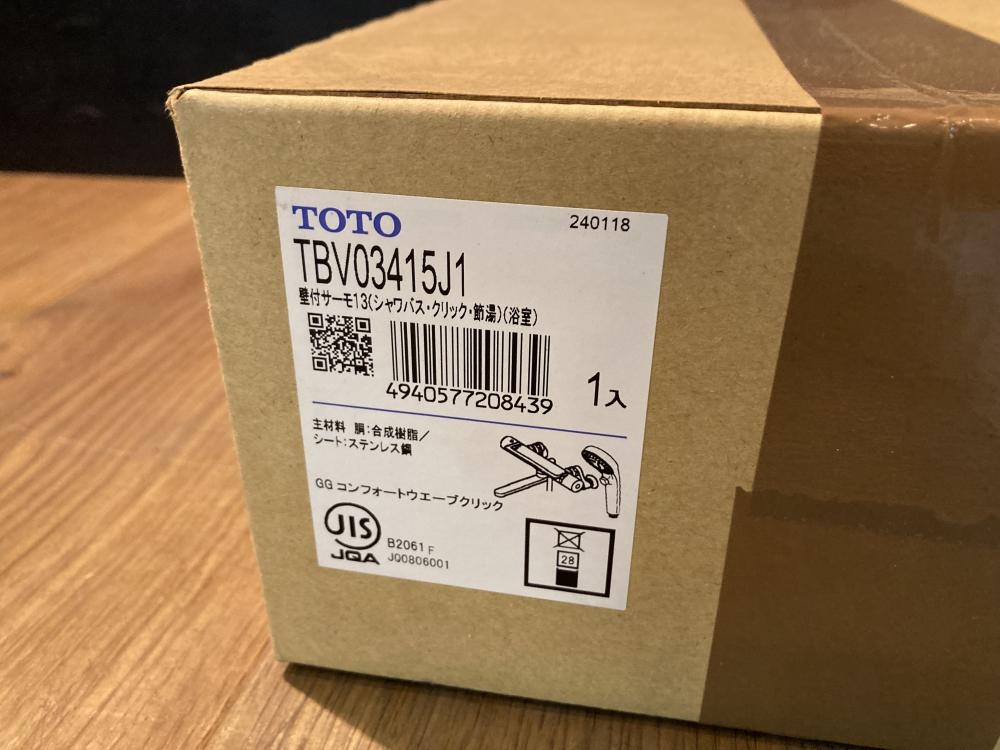 TOTO
240118
TBV03415J1
壁付サーモ13(シャワバス・クリック・節湯)(浴室)
4940577208439
1入
主材料 胴:合成樹脂/
シート:ステンレス鋼
GG コンフォートウエーブクリック
JIS
JQA
B2061 F
JQ0806001
28